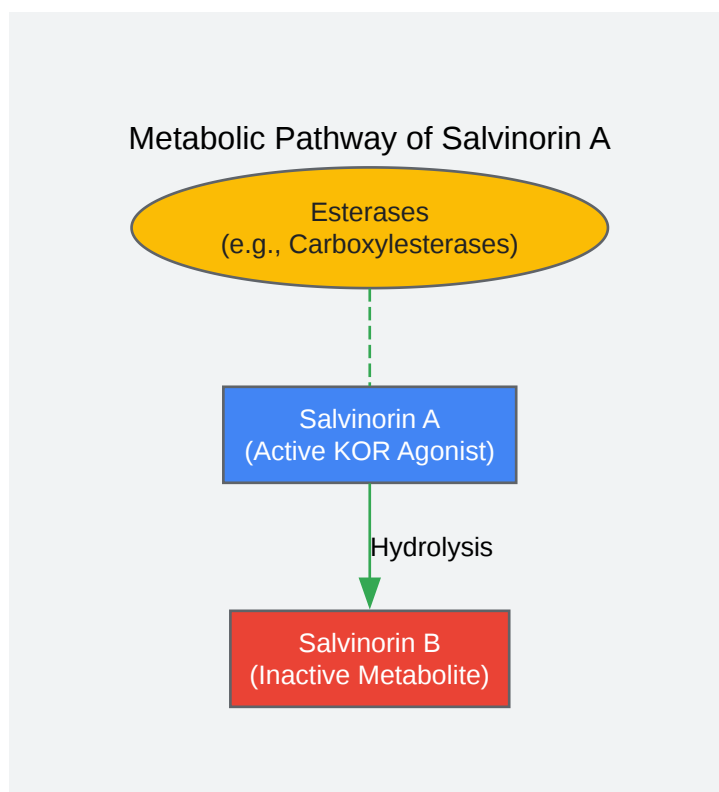 Metabolic Pathway of Salvinorin A
Esterases
(e.g., Carboxylesterases)
Salvinorin A
(Active KOR Agonist)
Hydrolysis
Salvinorin B
(Inactive Metabolite)